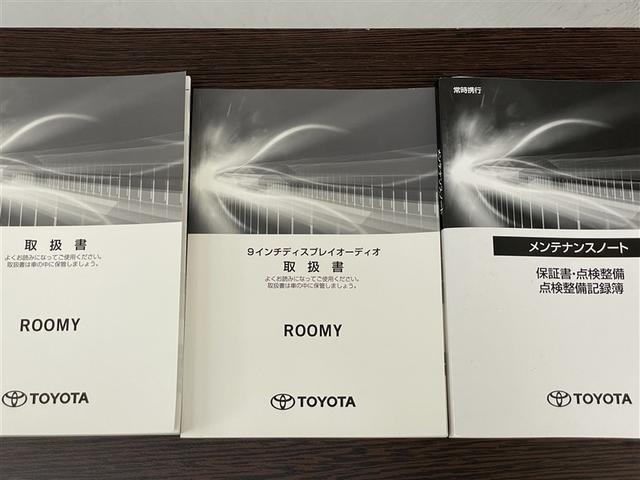 取扱書
よくお読みになってご使用ください。
取扱書は車の中に保管しましょう。
ROOMY
TOYOTA
9インチディスプレイオーディオ
取扱書
よくお読みになってご使用ください。
取扱書は車の中に保管しましょう。
ROOMY
TOYOTA
常時携行
メンテナンスノート
保証書・点検整備
点検整備記録簿
TOYOTA